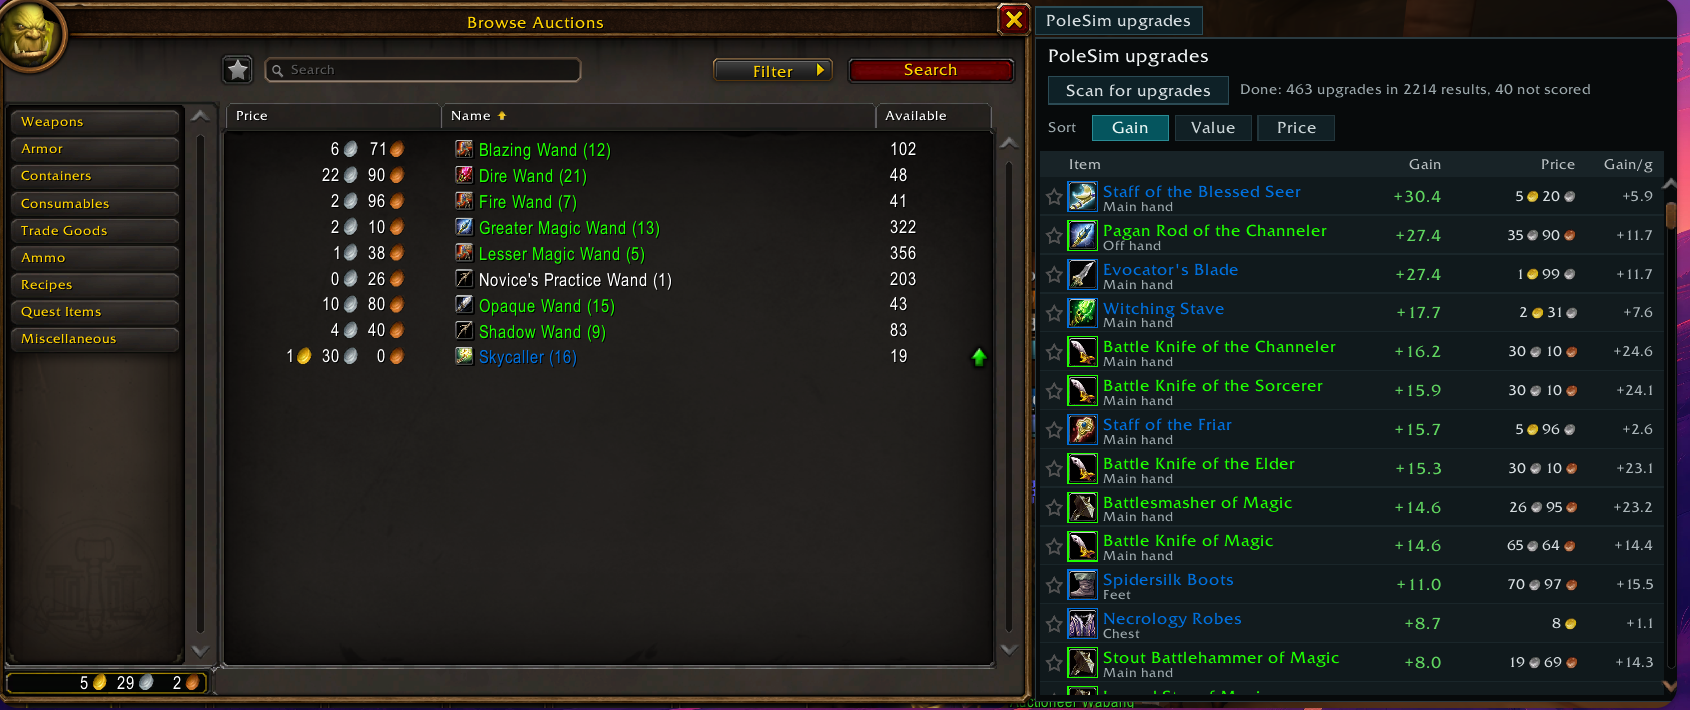 Browse Auctions
Search
Filter
Search
Weapons
Armor
Containers
Consumables
Trade Goods
Ammo
Recipes
Quest Items
Miscellaneous
Price Name Available
6 71 Blazing Wand (12) 102
22 90 Dire Wand (21) 48
2 96 Fire Wand (7) 41
2 10 Greater Magic Wand (13) 322
1 38 Lesser Magic Wand (5) 356
0 26 Novice's Practice Wand (1) 203
10 80 Opaque Wand (15) 43
4 40 Shadow Wand (9) 83
1 30 0 Skycaller (16) 19
5 29 2
PoleSim upgrades
PoleSim upgrades
Scan for upgrades Done: 463 upgrades in 2214 results, 40 not scored
Sort Gain Value Price
Item Gain Price Gain/g
Staff of the Blessed Seer +30.4 5 20 +5.9
Main hand
Pagan Rod of the Channeler +27.4 35 90 +11.7
Off hand
Evocator's Blade +27.4 1 99 +11.7
Main hand
Witching Stave +17.7 2 31 +7.6
Main hand
Battle Knife of the Channeler +16.2 30 10 +24.6
Main hand
Battle Knife of the Sorcerer +15.9 30 10 +24.1
Main hand
Staff of the Friar +15.7 5 96 +2.6
Main hand
Battle Knife of the Elder +15.3 30 10 +23.1
Main hand
Battlesmasher of Magic +14.6 26 95 +23.2
Main hand
Battle Knife of Magic +14.6 65 64 +14.4
Main hand
Spidersilk Boots +11.0 70 97 +15.5
Feet
Necrology Robes +8.7 8 +1.1
Chest
Stout Battlehammer of Magic +8.0 19 69 +14.3
Main hand